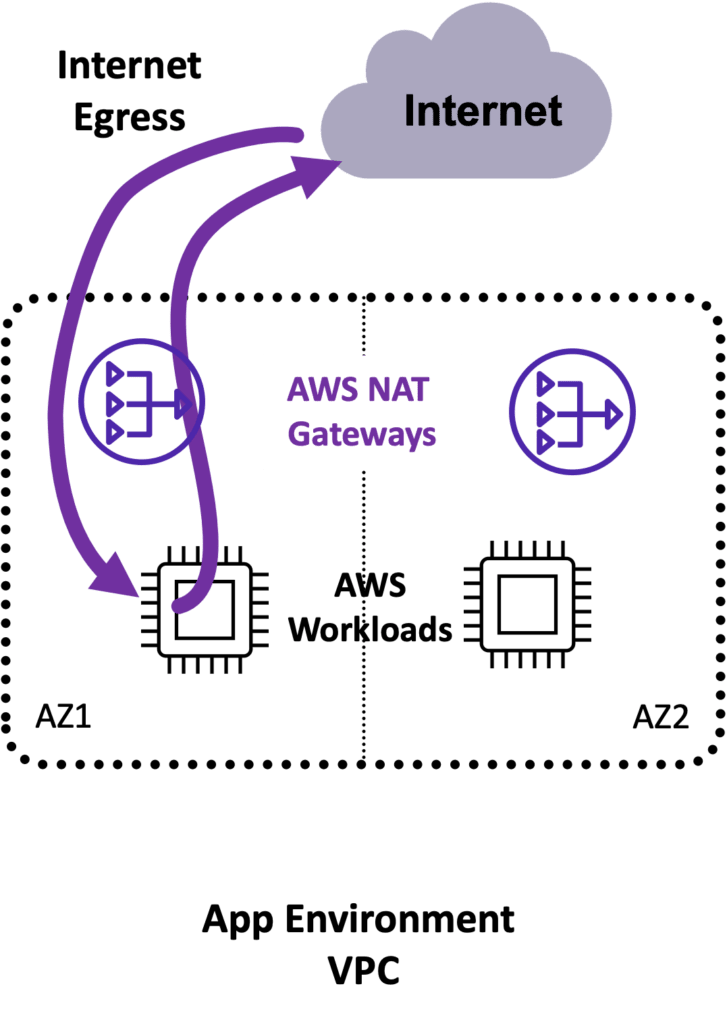 Internet
Egress
Internet
AWS NAT
Gateways
AWS
Workloads
AZ1
AZ2
App Environment
VPC